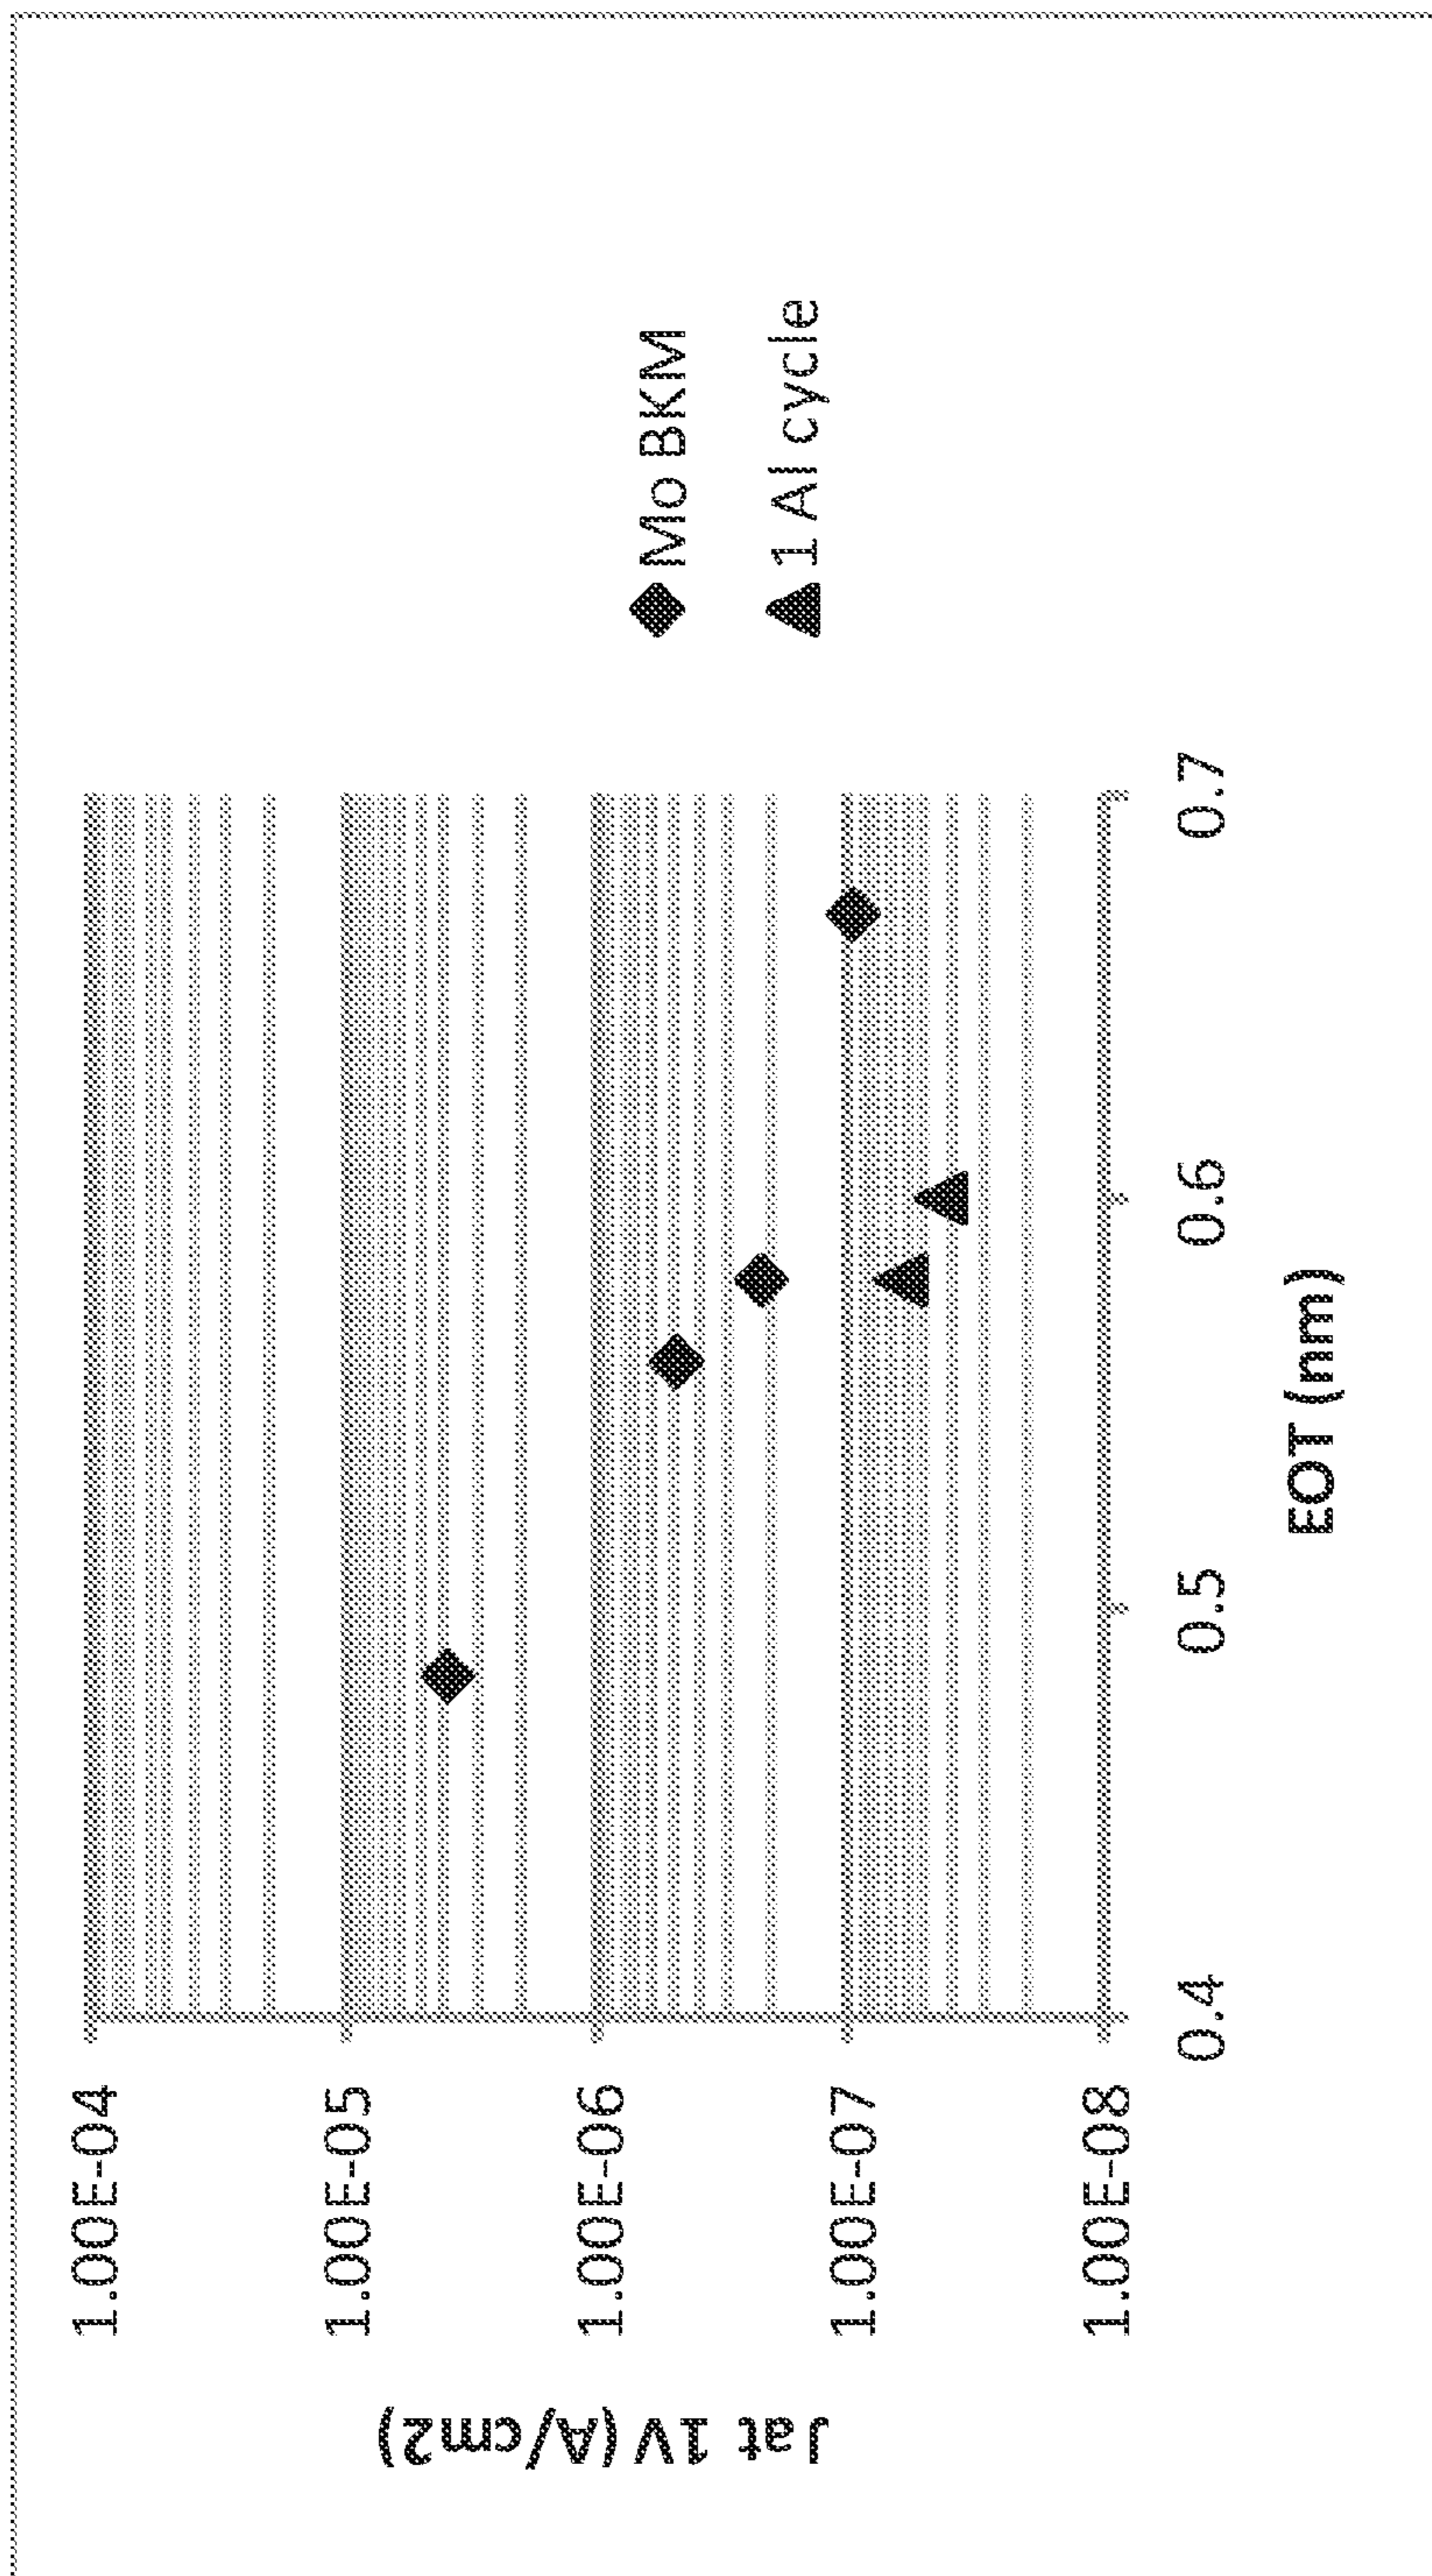 1.00E-04
1.00E-05
1.00E-06
1.00E-07
1.00E-08
J at 1V (A/cm2)
0.4
0.5
0.6
0.7
EOT (nm)
Mo BKM
1 Al cycle